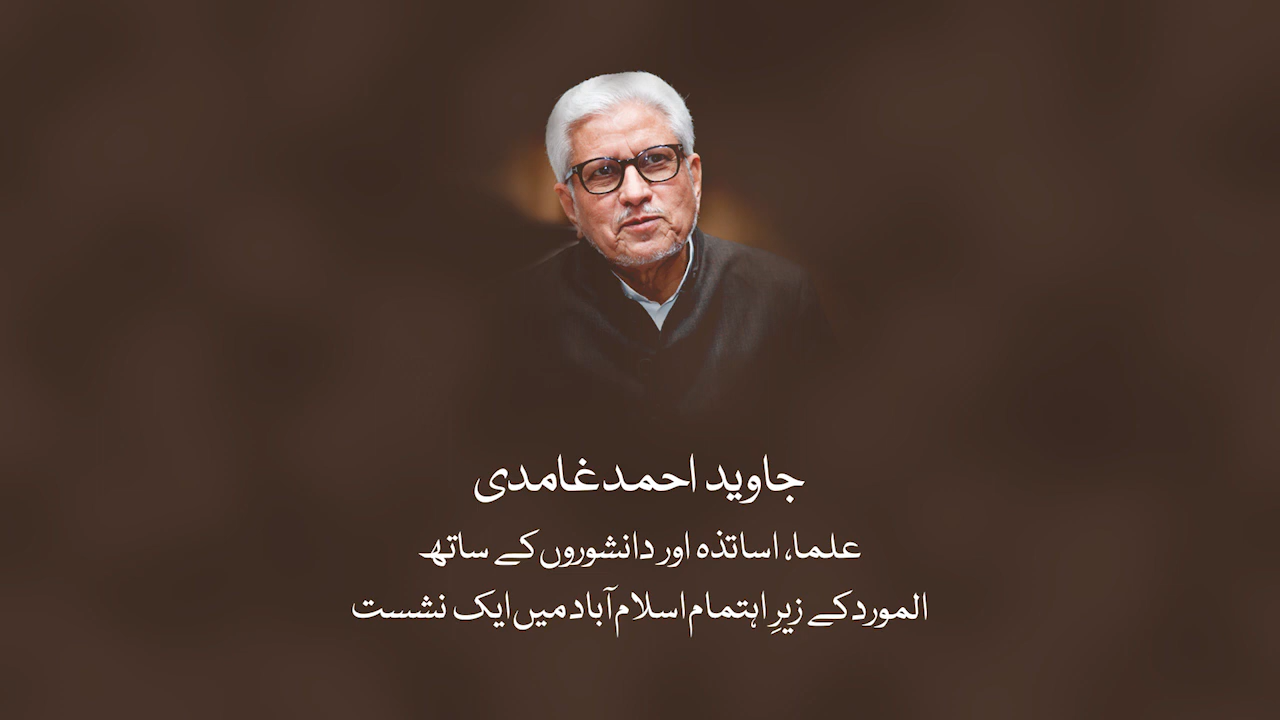 جاوید احمد غامدی
علما، اساتذہ اور دانشوروں کے ساتھ
المورد کے زیرِ اہتمام اسلام آباد میں ایک نشست